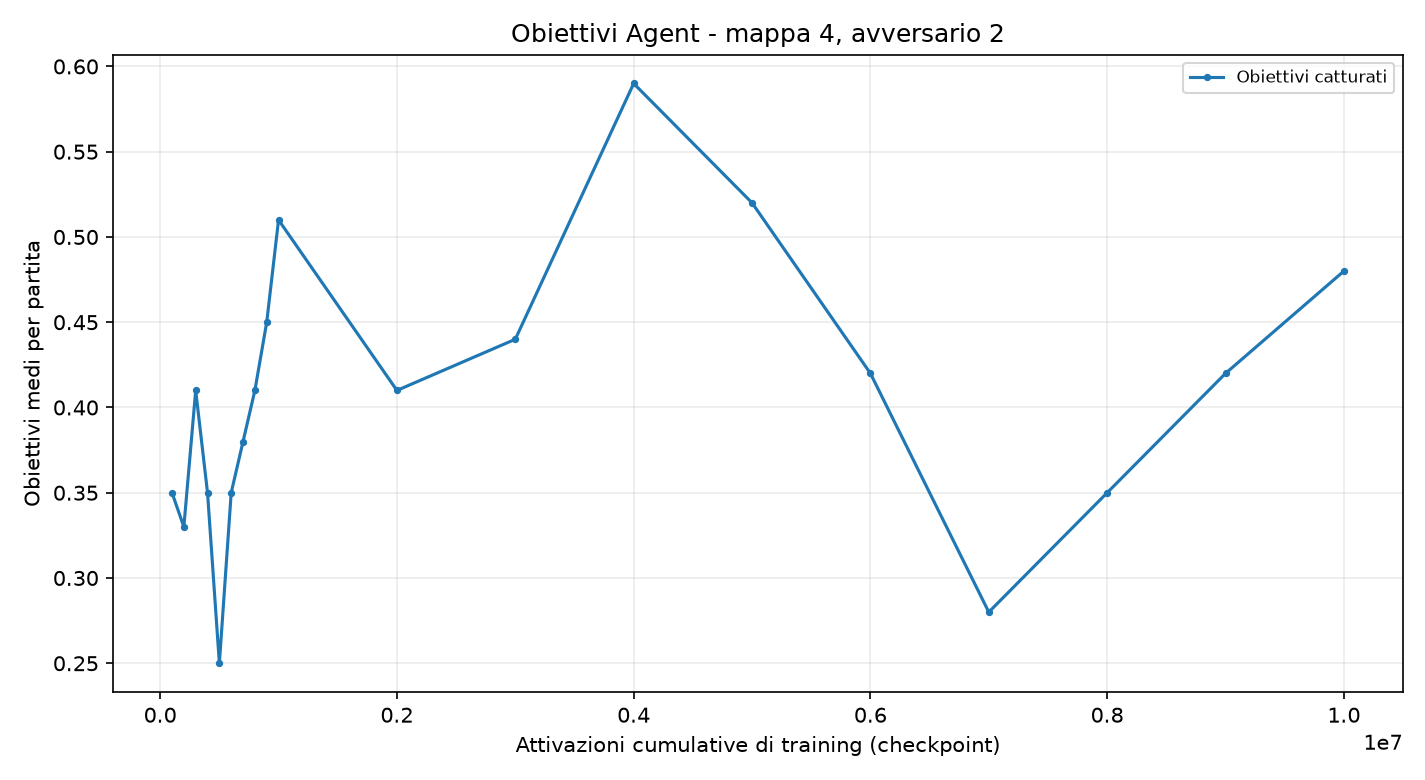 Obiettivi Agent - mappa 4, avversario 2
Obiettivi catturati
Obiettivi medi per partita
0.60
0.55
0.50
0.45
0.40
0.35
0.30
0.25
0.0 0.2 0.4 0.6 0.8 1.0
1e7
Attivazioni cumulative di training (checkpoint)